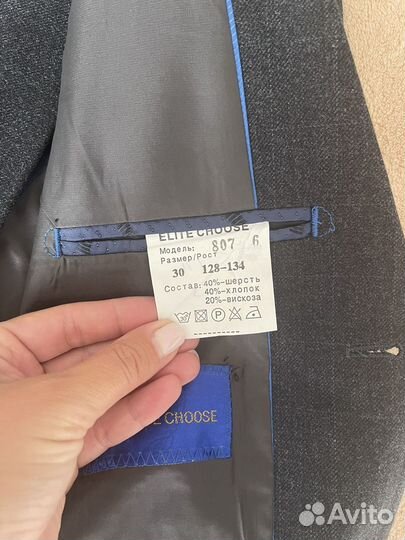 ELITE CHOOSE
Модель: 807 6
Размер/Рост
30 128-134
Состав: 40%-шерсть
40%-хлопок
20%-вискоза
CHOOSE
Avito